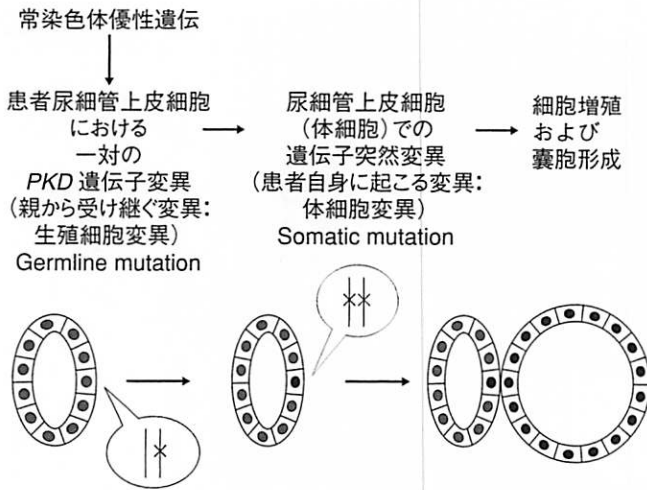 常染色体優性遺伝
患者尿細管上皮細胞
における
一対の
PKD 遺伝子変異
(親から受け継ぐ変異:
生殖細胞変異)
Germline mutation
尿細管上皮細胞
(体細胞)での
遺伝子突然変異
(患者自身に起こる変異:
体細胞変異)
Somatic mutation
細胞増殖
および
嚢胞形成